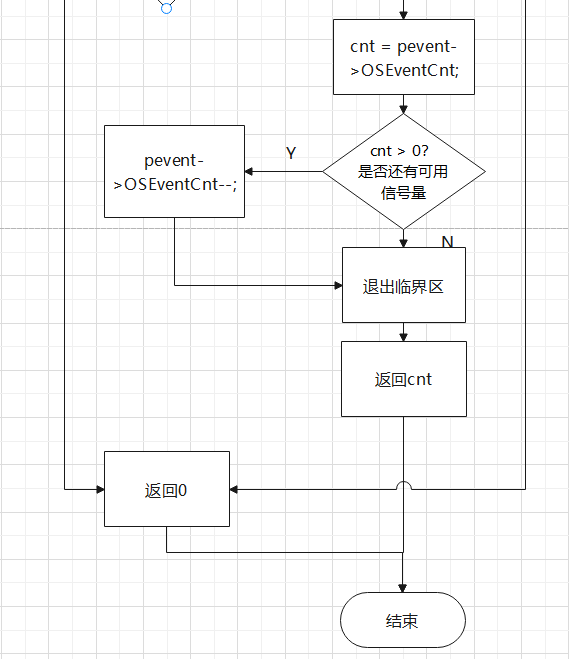 cnt = pevent-
>OSEventCnt;
cnt > 0?
是否还有可用
信号量
Y
pevent-
>OSEventCnt--;
N
退出临界区
返回cnt
返回0
结束